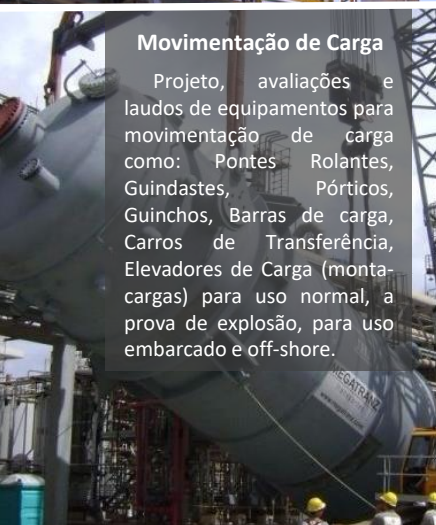 Movimentação de Carga
Projeto, avaliações e
laudos de equipamentos para
movimentação de carga
como: Pontes Rolantes,
Guindastes, Pórticos,
Guinchos, Barras de carga,
Carros de Transferência,
Elevadores de Carga (monta-
cargas) para uso normal, a
prova de explosão, para uso
embarcado e off-shore.
MEGATRANZ